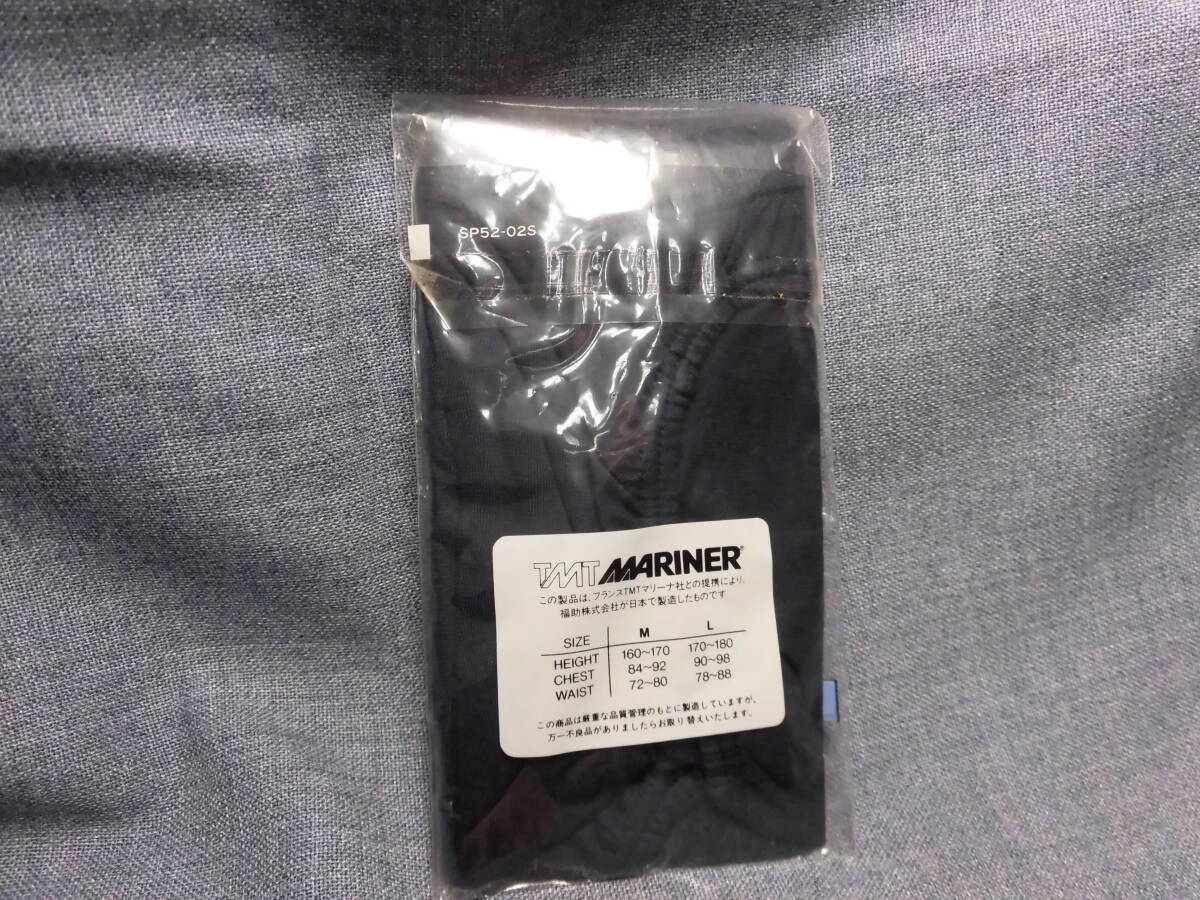 SP52-02S
TMT MARINER®
この製品は、フランスTMTマリーナ社との提携により、
福助株式会社が日本で製造したものです
SIZE M L
HEIGHT 160~170 170~180
CHEST 84~92 90~98
WAIST 72~80 78~88
この商品は厳重な品質管理のもとに製造していますが、
万一不良品がありましたらお取り替えいたします。